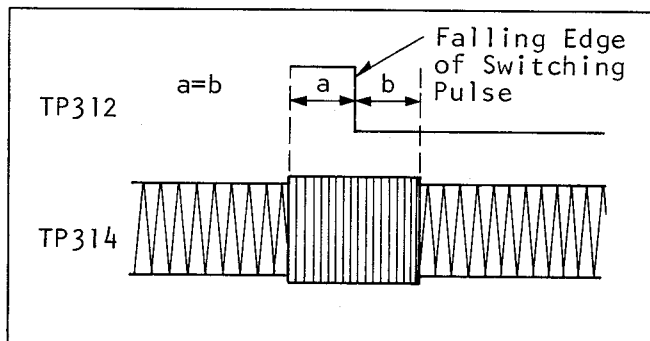 Falling Edge
of Switching
Pulse
a=b
a
b
TP312
TP314